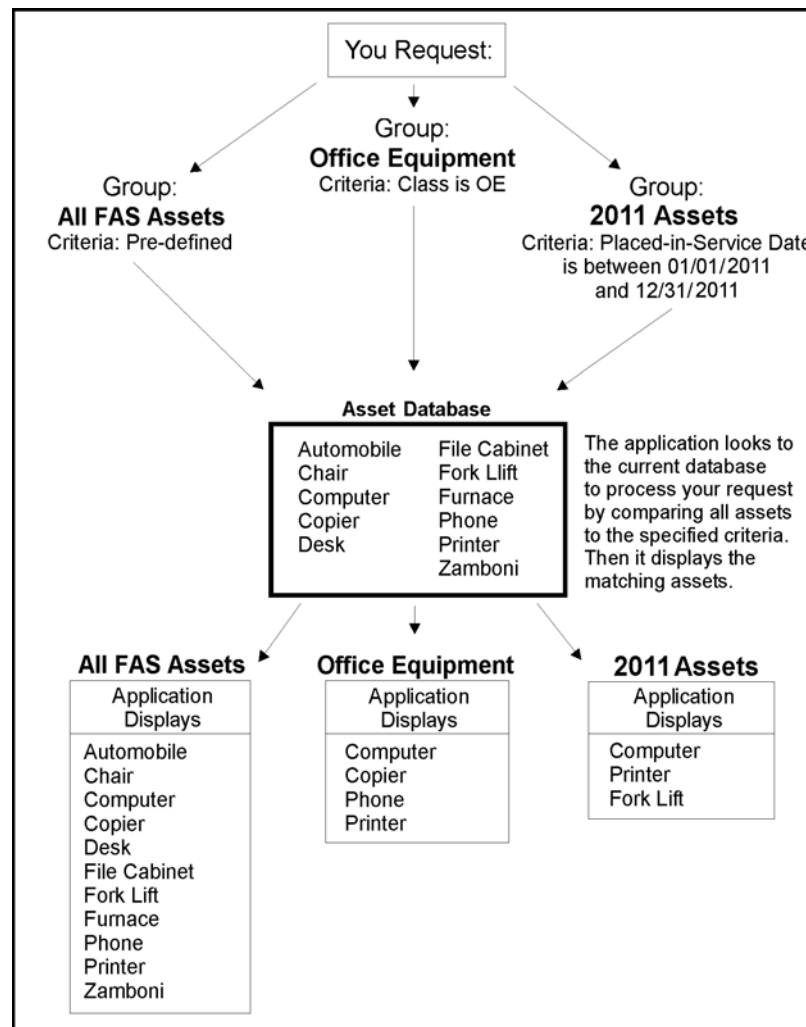 You Request:
Group:
Office Equipment
Criteria: Class is OE
Group:
All FAS Assets
Criteria: Pre-defined
Group:
2011 Assets
Criteria: Placed-in-Service Date
is between 01/01/2011
and 12/31/2011
Asset Database
Automobile
Chair
Computer
Copier
Desk
File Cabinet
Fork Llift
Furnace
Phone
Printer
Zamboni
The application looks to
the current database
to process your request
by comparing all assets
to the specified criteria.
Then it displays the
matching assets.
All FAS Assets
Application
Displays
Automobile
Chair
Computer
Copier
Desk
File Cabinet
Fork Lift
Furnace
Phone
Printer
Zamboni
Office Equipment
Application
Displays
Computer
Copier
Phone
Printer
2011 Assets
Application
Displays
Computer
Printer
Fork Lift